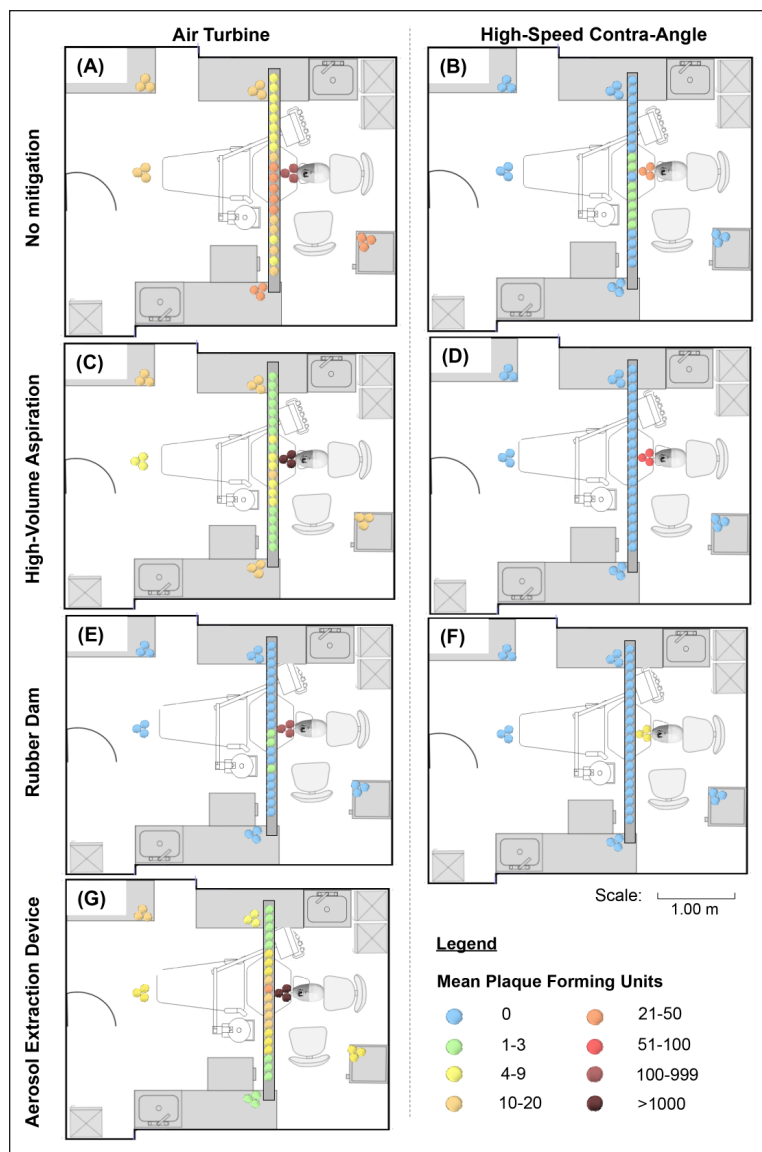 Air Turbine
High-Speed Contra-Angle
No mitigation
(A)
(B)
High-Volume Aspiration
(C)
(D)
Rubber Dam
(E)
(F)
Aerosol Extraction Device
(G)
Scale:
1.00 m
Legend
Mean Plaque Forming Units
0
21-50
1-3
51-100
4-9
100-999
10-20
>1000